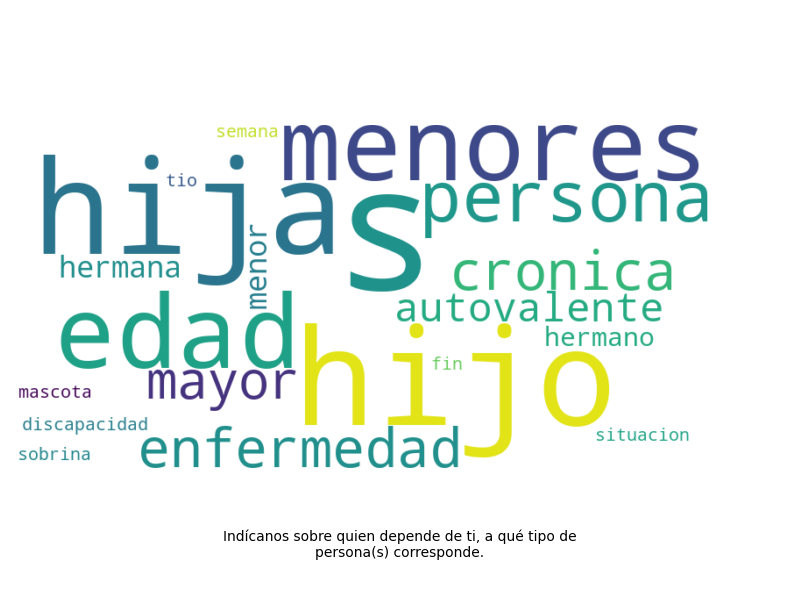 semana
menores
hija
s
tio
persona
menor
hermana
cronica
autovalente
edad
hijo
hermano
fin
mayor
mascota
discapacidad
enfermedad
situacion
sobrina
Indícanos sobre quien depende de ti, a qué tipo de
persona(s) corresponde.